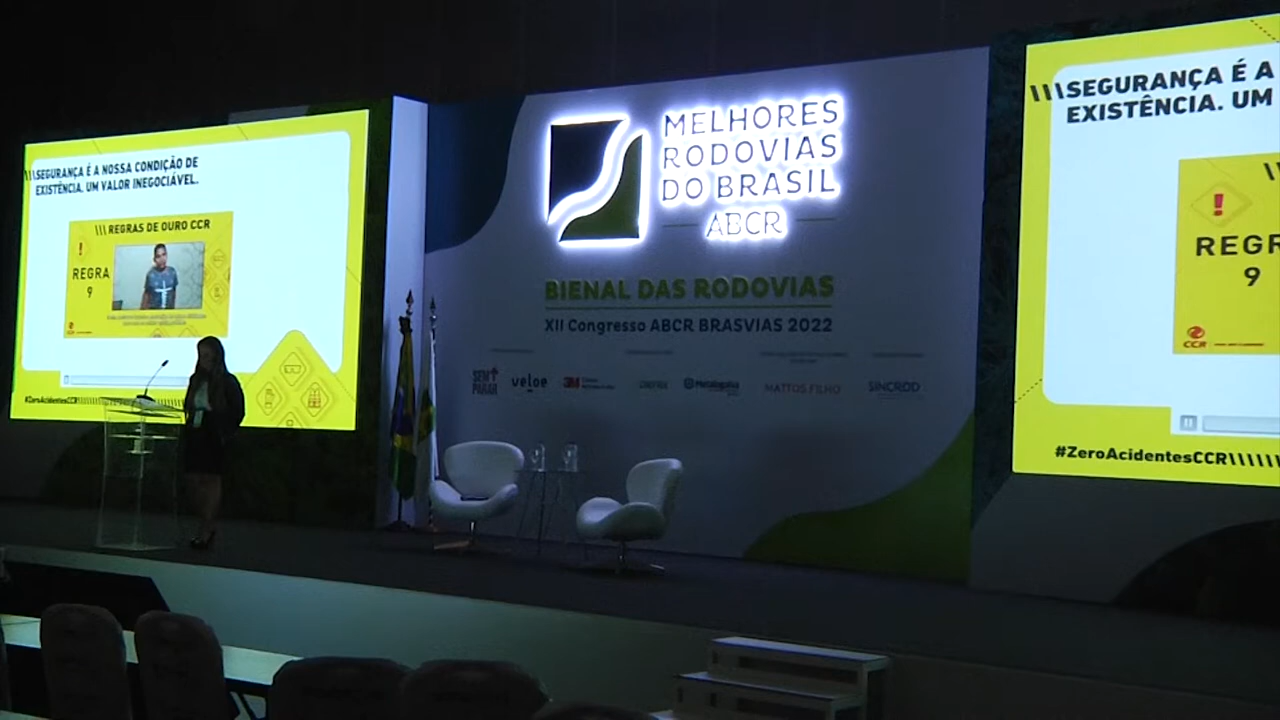 \\\SEGURANÇA É A NOSSA CONDIÇÃO DE
EXISTÊNCIA. UM VALOR INEGOCIÁVEL.
\\\REGRAS DE OURO CCR
REGRA
9
CCR
#ZeroAcidentesCCR\\\\\\
MELHORES
RODOVIAS
DO BRASIL
ABCR
BIENAL DAS RODOVIAS
XII Congresso ABCR BRASVIAS 2022
SEM PARAR
veloe
3M
MATTOS FILHO
SINCROD
\\\SEGURANÇA É A
EXISTÊNCIA. UM
REGR
9
CCR
#ZeroAcidentesCCR\\\\\\